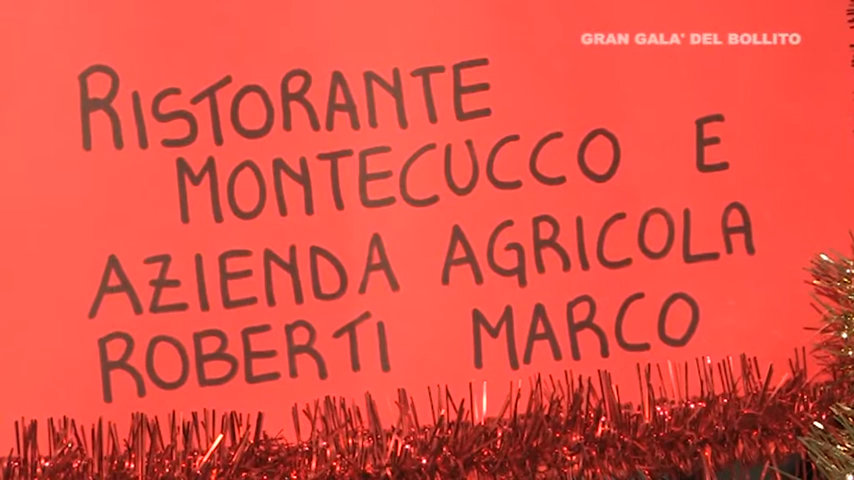 GRAN GALA' DEL BOLLITO
RISTORANTE
MONTECUCCO E
AZIENDA AGRICOLA
ROBERTI MARCO